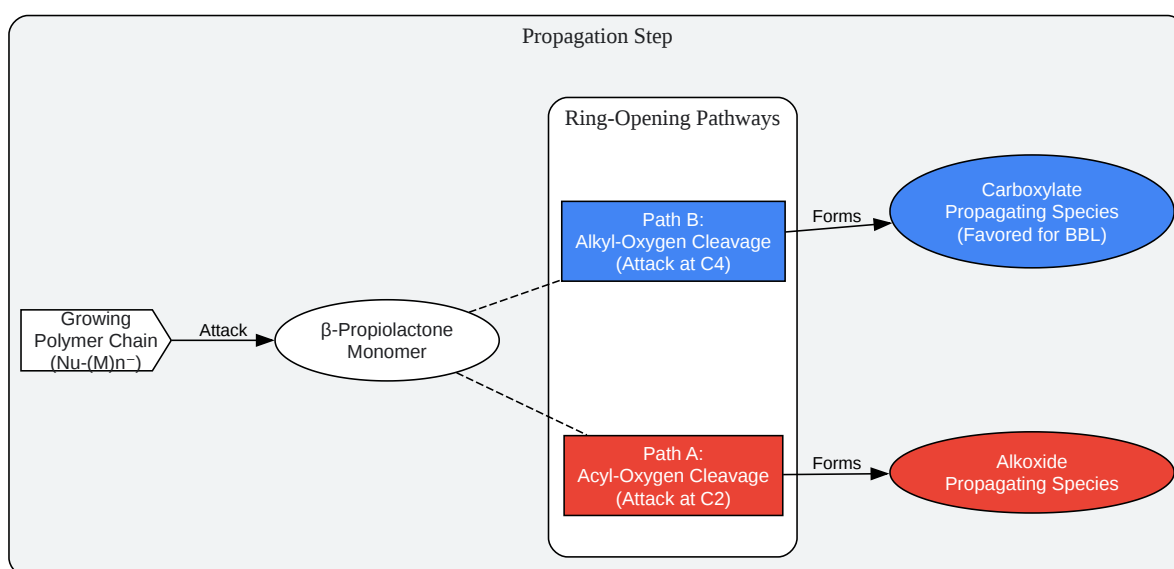 Propagation Step
Ring-Opening Pathways
Growing
Polymer Chain
(Nu-(M)n⁻)
Attack
β-Propiolactone
Monomer
Path B:
Alkyl-Oxygen Cleavage
(Attack at C4)
Forms
Carboxylate
Propagating Species
(Favored for BBL)
Path A:
Acyl-Oxygen Cleavage
(Attack at C2)
Forms
Alkoxide
Propagating Species